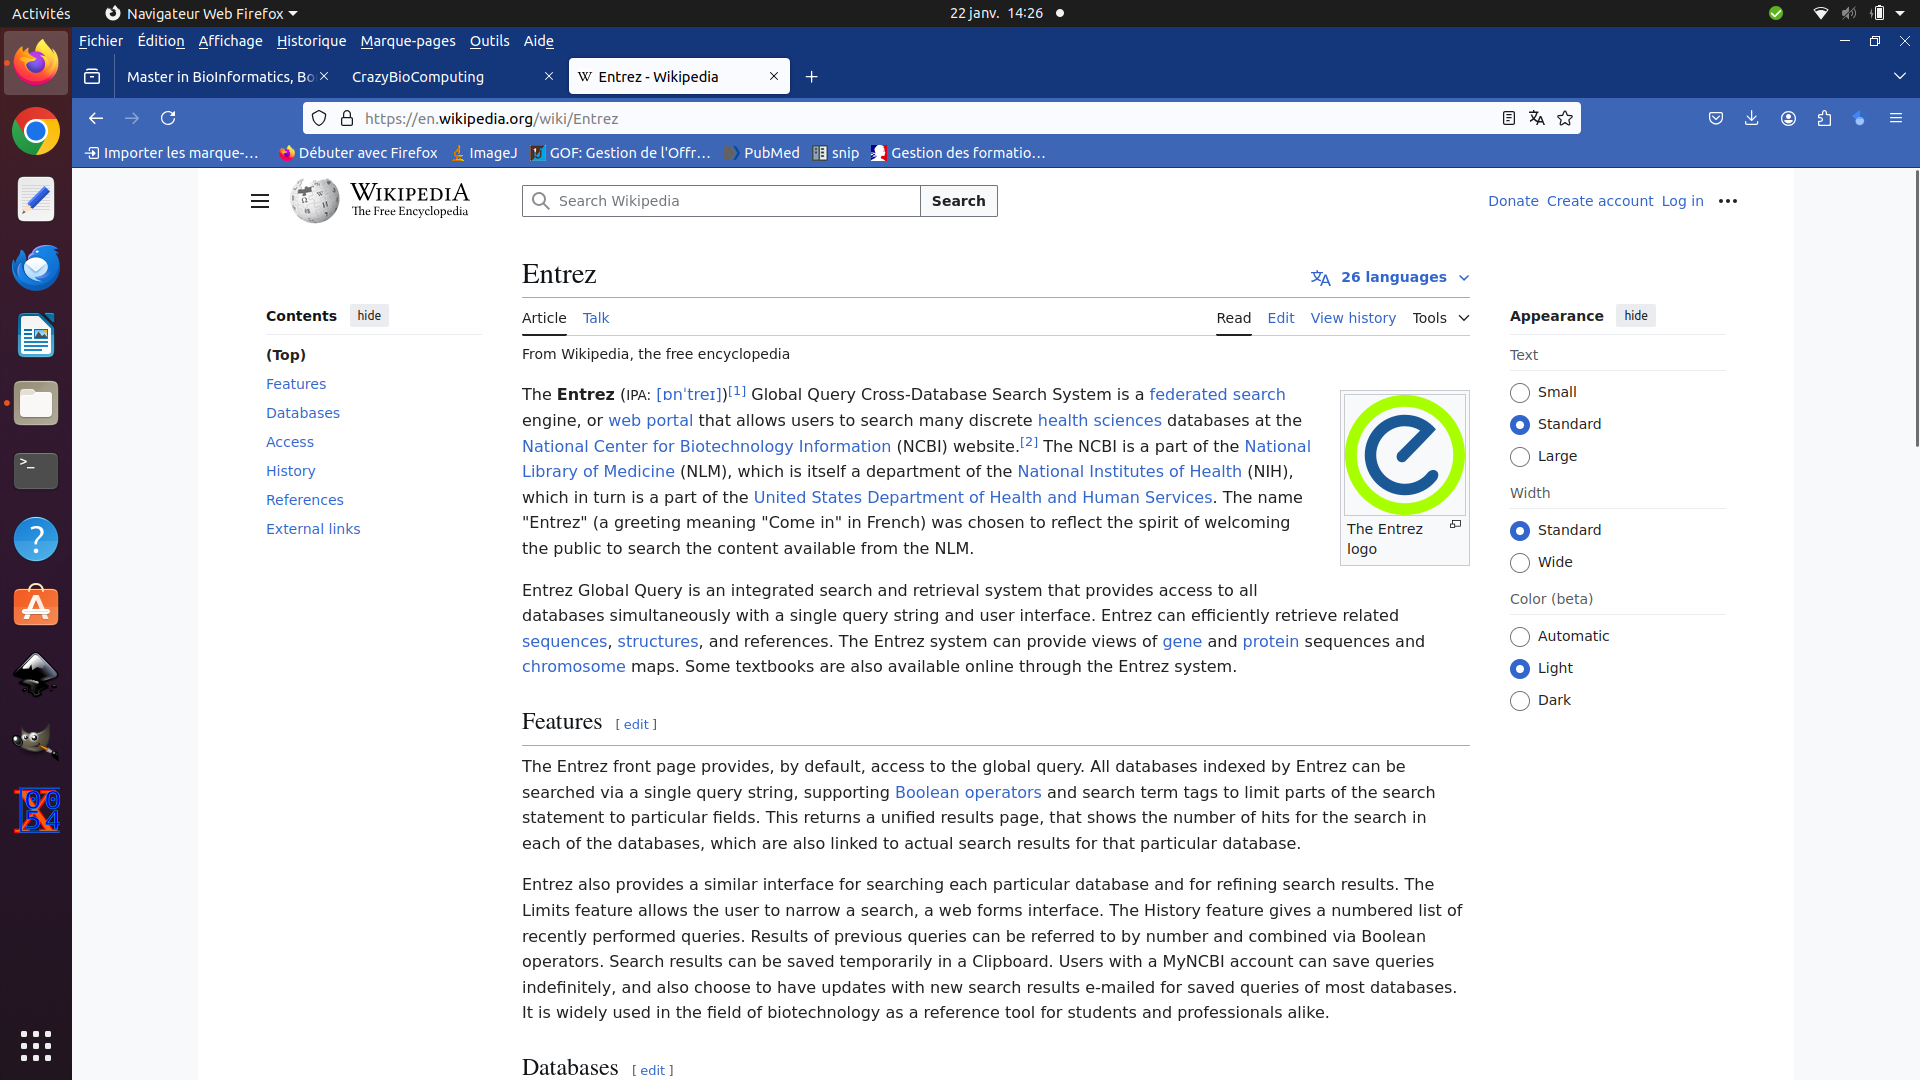 Activités
Navigateur Web Firefox
22 janv. 14:26
Fichier Édition Affichage Historique Marque-pages Outils Aide
Master in BioInformatics, Bo
CrazyBioComputing
W Entrez - Wikipedia
https://en.wikipedia.org/wiki/Entrez
Importer les marque-… Débuter avec Firefox ImageJ GOF: Gestion de l'Offr… PubMed snip Gestion des formatio…
WIKIPEDIA
The Free Encyclopedia
Search Wikipedia
Search
Donate Create account Log in
Entrez
26 languages
Contents hide
(Top)
Features
Databases
Access
History
References
External links
Article Talk
Read Edit View history Tools
From Wikipedia, the free encyclopedia
The Entrez (IPA: [ɒnˈtreɪ])[1] Global Query Cross-Database Search System is a federated search
engine, or web portal that allows users to search many discrete health sciences databases at the
National Center for Biotechnology Information (NCBI) website.[2] The NCBI is a part of the National
Library of Medicine (NLM), which is itself a department of the National Institutes of Health (NIH),
which in turn is a part of the United States Department of Health and Human Services. The name
"Entrez" (a greeting meaning "Come in" in French) was chosen to reflect the spirit of welcoming
the public to search the content available from the NLM.
The Entrez
logo
Entrez Global Query is an integrated search and retrieval system that provides access to all
databases simultaneously with a single query string and user interface. Entrez can efficiently retrieve related
sequences, structures, and references. The Entrez system can provide views of gene and protein sequences and
chromosome maps. Some textbooks are also available online through the Entrez system.
Features [ edit ]
The Entrez front page provides, by default, access to the global query. All databases indexed by Entrez can be
searched via a single query string, supporting Boolean operators and search term tags to limit parts of the search
statement to particular fields. This returns a unified results page, that shows the number of hits for the search in
each of the databases, which are also linked to actual search results for that particular database.
Entrez also provides a similar interface for searching each particular database and for refining search results. The
Limits feature allows the user to narrow a search, a web forms interface. The History feature gives a numbered list of
recently performed queries. Results of previous queries can be referred to by number and combined via Boolean
operators. Search results can be saved temporarily in a Clipboard. Users with a MyNCBI account can save queries
indefinitely, and also choose to have updates with new search results e-mailed for saved queries of most databases.
It is widely used in the field of biotechnology as a reference tool for students and professionals alike.
Databases [ edit ]
Appearance hide
Text
Small
Standard
Large
Width
Standard
Wide
Color (beta)
Automatic
Light
Dark